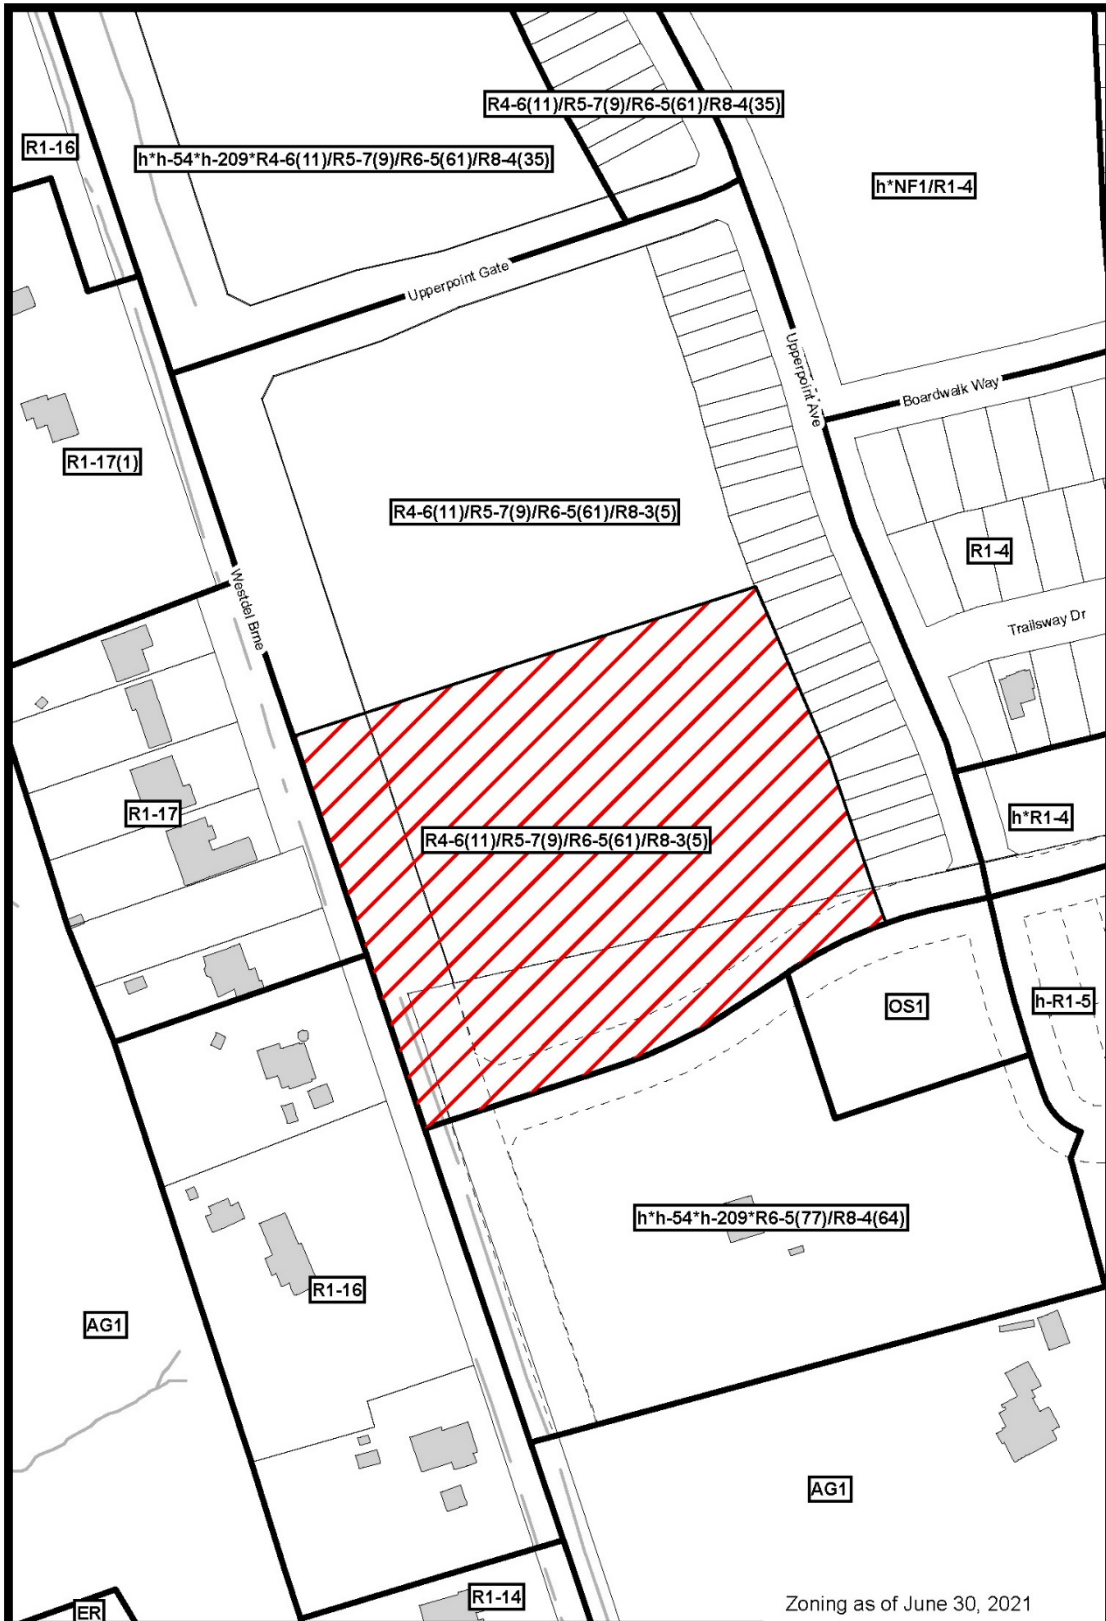 R4-6(11)/R5-7(9)/R6-5(61)/R8-4(35)
R1-16
h*h-54*h-209*R4-6(11)/R5-7(9)/R6-5(61)/R8-4(35)
h*NF1/R1-4
Upperpoint Gate
Upperpoint Ave
Boardwalk Way
R1-17(1)
R4-6(11)/R5-7(9)/R6-5(61)/R8-3(5)
R1-4
Westdel Brne
Trailsway Dr
R1-17
h*R1-4
R4-6(11)/R5-7(9)/R6-5(61)/R8-3(5)
OS1
h-R1-5
h*h-54*h-209*R6-5(77)/R8-4(64)
R1-16
AG1
AG1
R1-14
ER
Zoning as of June 30, 2021